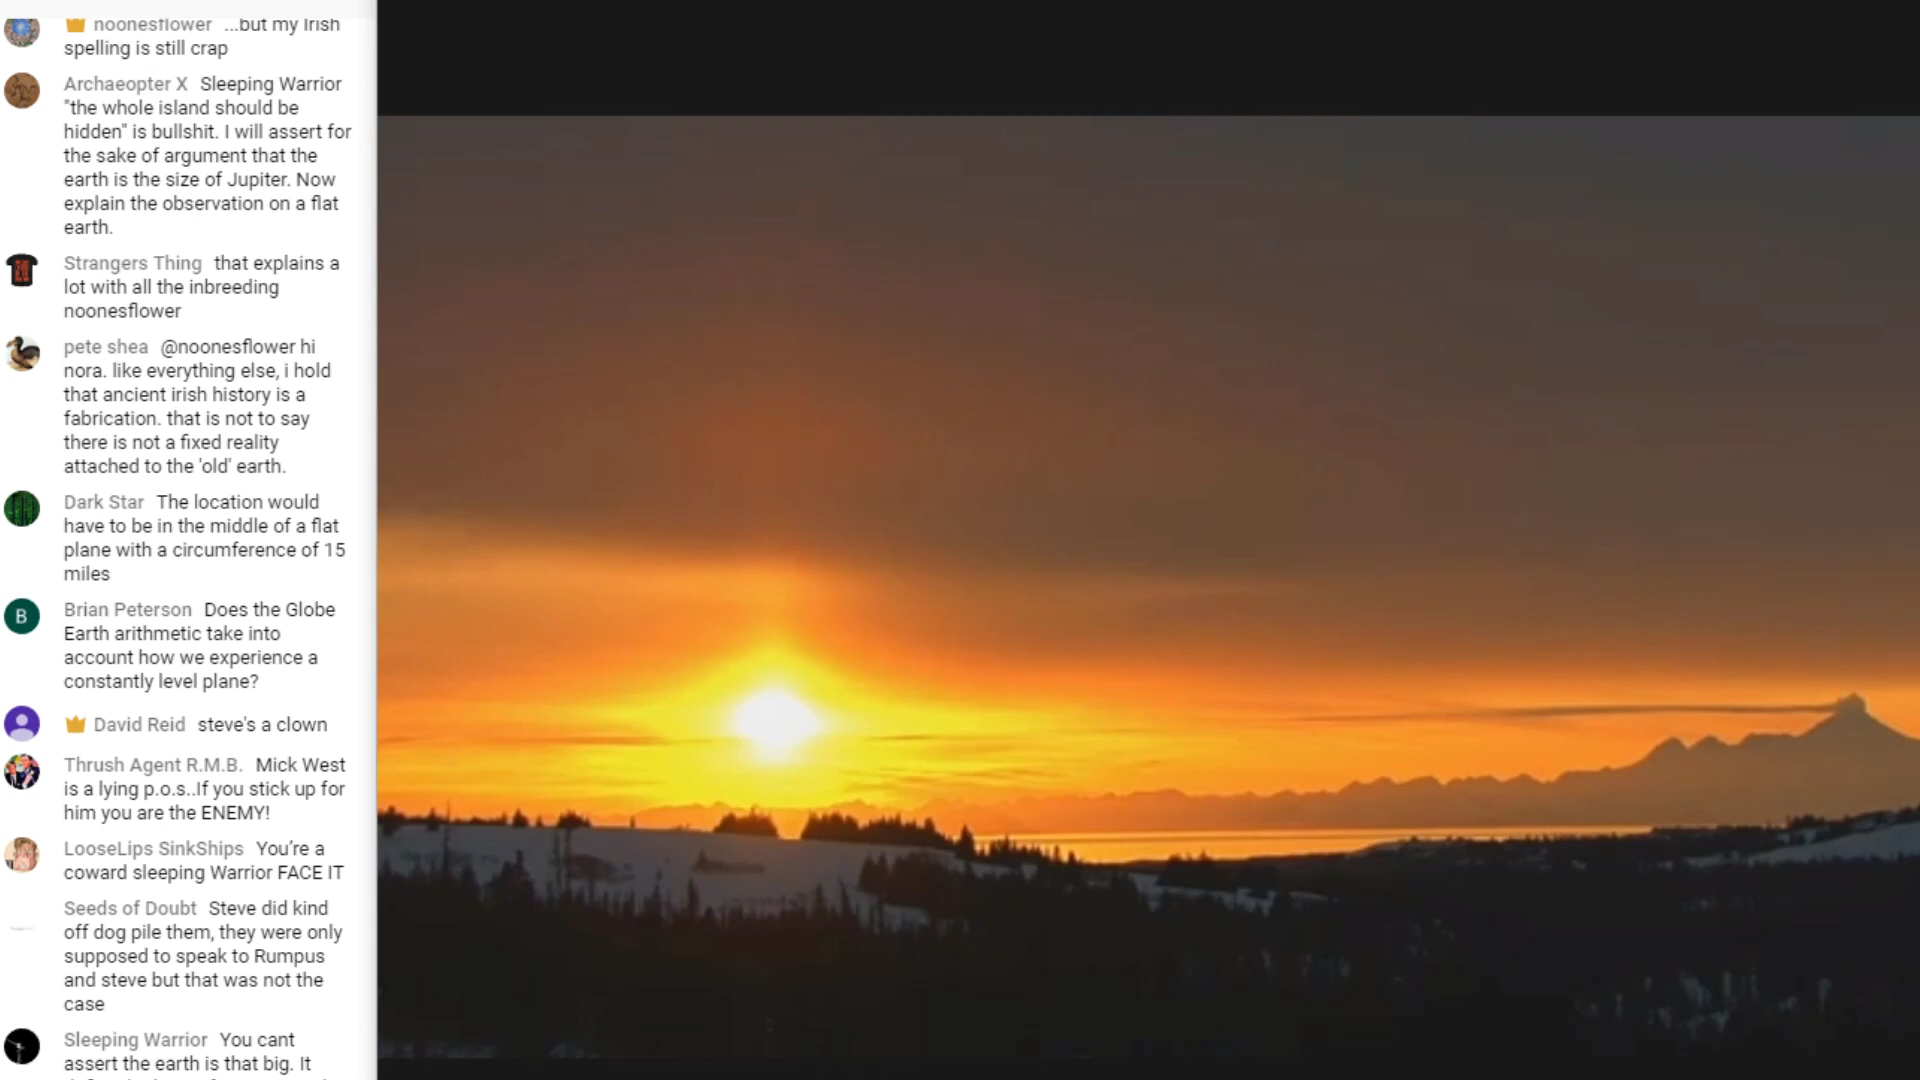 noonesflower ...but my Irish
spelling is still crap
Archaeopter X Sleeping Warrior
"the whole island should be
hidden" is bullshit. I will assert for
the sake of argument that the
earth is the size of Jupiter. Now
explain the observation on a flat
earth.
Strangers Thing that explains a
lot with all the inbreeding
noonesflower
pete shea @noonesflower hi
nora. like everything else, i hold
that ancient irish history is a
fabrication. that is not to say
there is not a fixed reality
attached to the 'old' earth.
Dark Star The location would
have to be in the middle of a flat
plane with a circumference of 15
miles
B
Brian Peterson Does the Globe
Earth arithmetic take into
account how we experience a
constantly level plane?
David Reid steve's a clown
Thrush Agent R.M.B. Mick West
is a lying p.o.s..If you stick up for
him you are the ENEMY!
LooseLips SinkShips You're a
coward sleeping Warrior FACE IT
Seeds of Doubt Steve did kind
off dog pile them, they were only
supposed to speak to Rumpus
and steve but that was not the
case
Sleeping Warrior You cant
assert the earth is that big. It